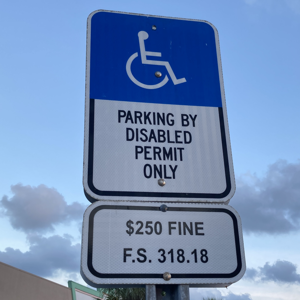 PARKING BY
DISABLED
PERMIT
ONLY
$250 FINE
F.S. 318.18